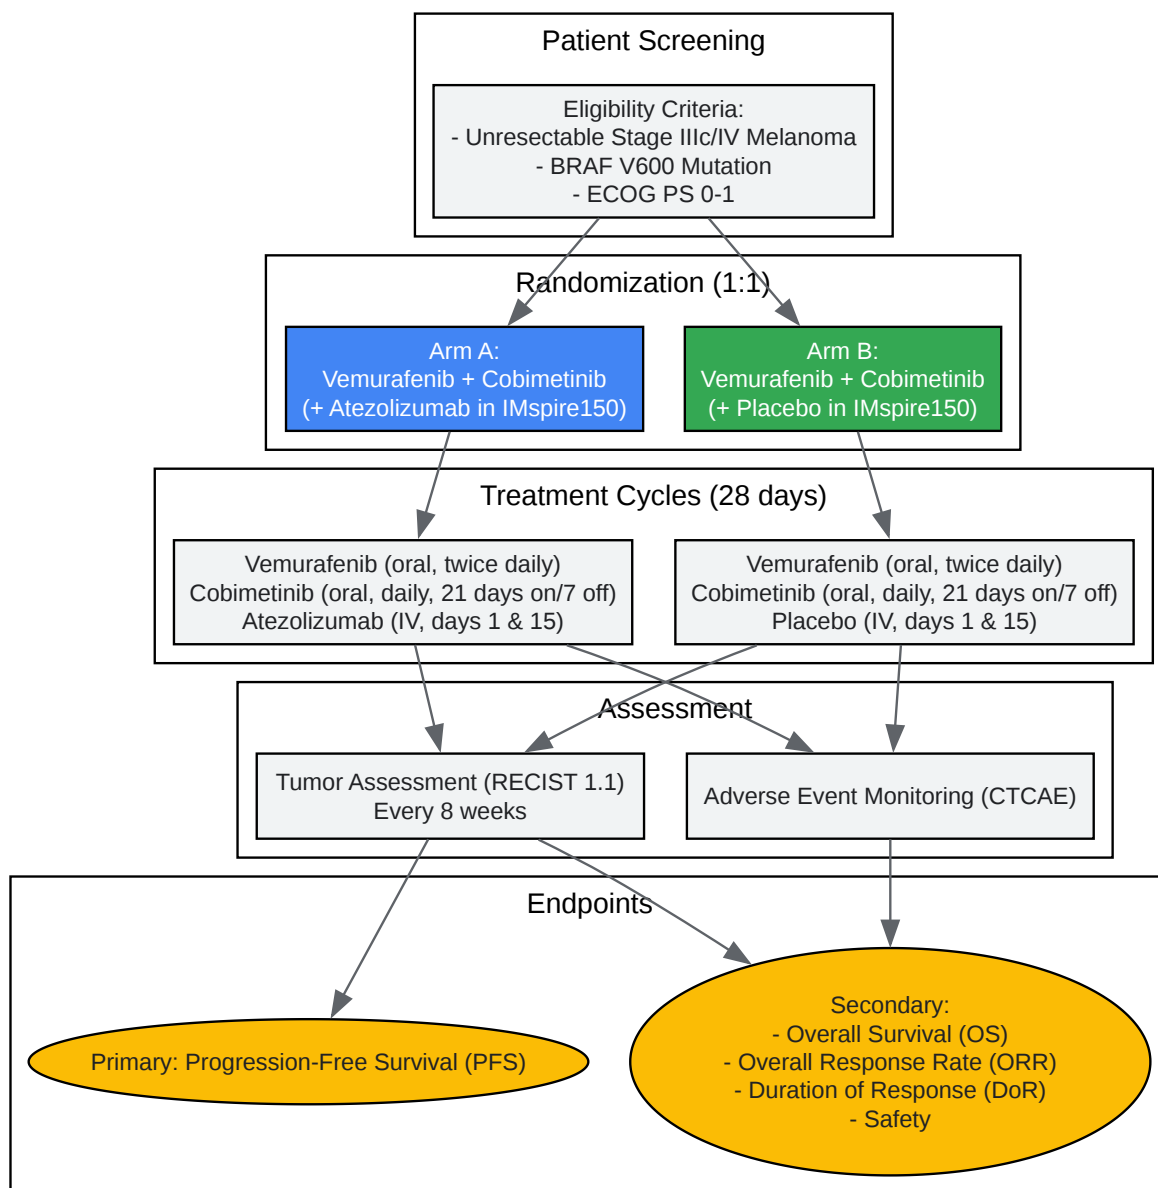 Patient Screening
Eligibility Criteria:
- Unresectable Stage IIIc/IV Melanoma
- BRAF V600 Mutation
- ECOG PS 0-1
Randomization (1:1)
Arm A:
Vemurafenib + Cobimetinib
(+ Atezolizumab in IMspire150)
Arm B:
Vemurafenib + Cobimetinib
(+ Placebo in IMspire150)
Treatment Cycles (28 days)
Vemurafenib (oral, twice daily)
Cobimetinib (oral, daily, 21 days on/7 off)
Atezolizumab (IV, days 1 & 15)
Vemurafenib (oral, twice daily)
Cobimetinib (oral, daily, 21 days on/7 off)
Placebo (IV, days 1 & 15)
Assessment
Tumor Assessment (RECIST 1.1)
Every 8 weeks
Adverse Event Monitoring (CTCAE)
Endpoints
Primary: Progression-Free Survival (PFS)
Secondary:
- Overall Survival (OS)
- Overall Response Rate (ORR)
- Duration of Response (DoR)
- Safety